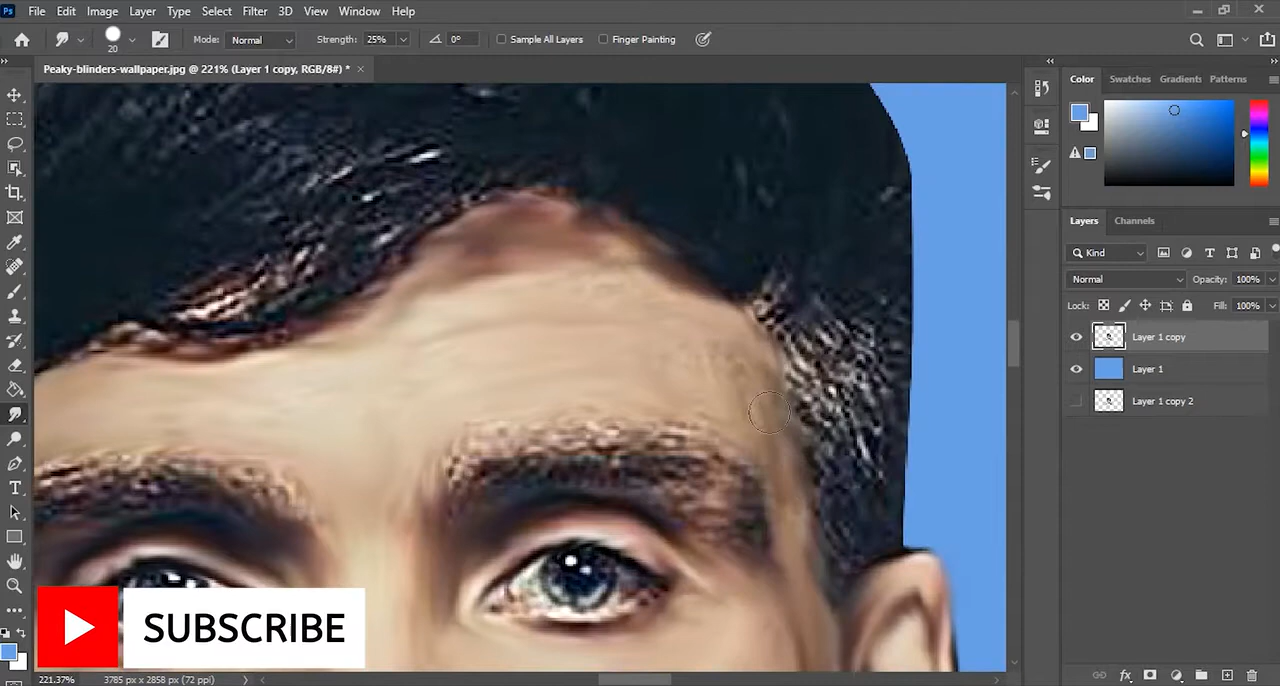 Ps File Edit Image Layer Type Select Filter 3D View Window Help
20 Mode: Normal Strength: 25% 0° Sample All Layers Finger Painting
Peaky-blinders-wallpaper.jpg @ 221% (Layer 1 copy, RGB/8#) *
Color Swatches Gradients Patterns
Layers Channels
Kind
Normal Opacity: 100%
Lock: Fill: 100%
Layer 1 copy
Layer 1
Layer 1 copy 2
SUBSCRIBE
221.37% 3785 px x 2858 px (72 ppi)